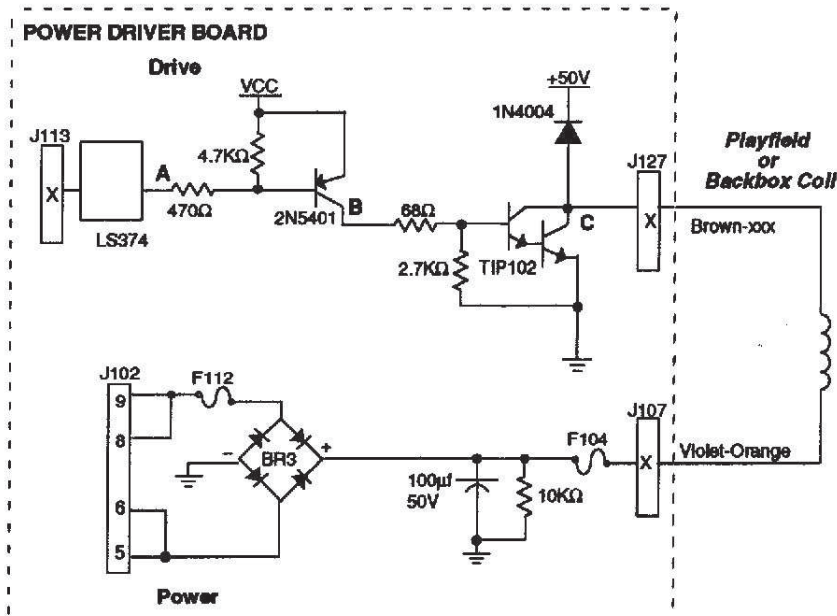 POWER DRIVER BOARD
Drive
VCC
+50V
1N4004
J113
4.7KΩ
J127
Playfield
or
Backbox Coil
X
A
B
68Ω
C
X
Brown-xxx
470Ω
2N5401
LS374
2.7KΩ
TIP102
J102
F112
9
8
J107
F104
Violet-Orange
-
BR3
+
X
100µf
50V
10KΩ
6
5
Power